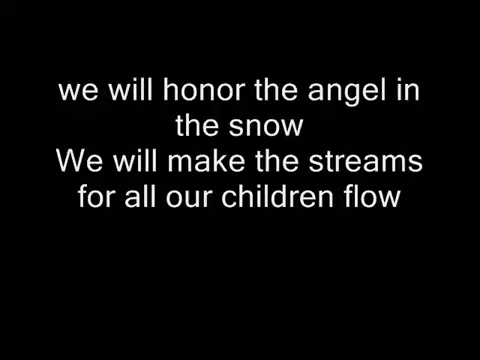 we will honor the angel in
the snow
We will make the streams
for all our children flow